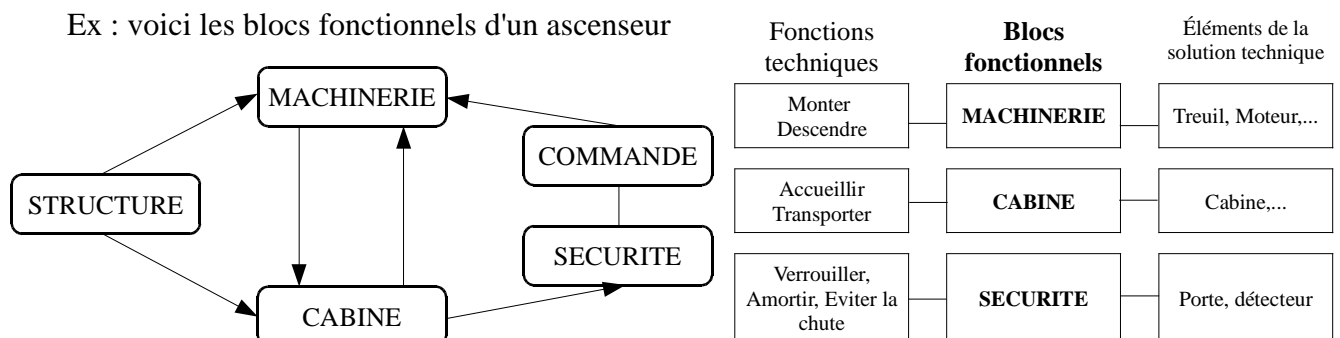 Ex : voici les blocs fonctionnels d'un ascenseur
MACHINERIE
COMMANDE
STRUCTURE
SECURITE
CABINE
Fonctions
techniques
Blocs
fonctionnels
Éléments de la
solution technique
Monter
Descendre
MACHINERIE
Treuil, Moteur,...
Accueillir
Transporter
CABINE
Cabine,...
Verrouiller,
Amortir, Eviter la
chute
SECURITE
Porte, détecteur